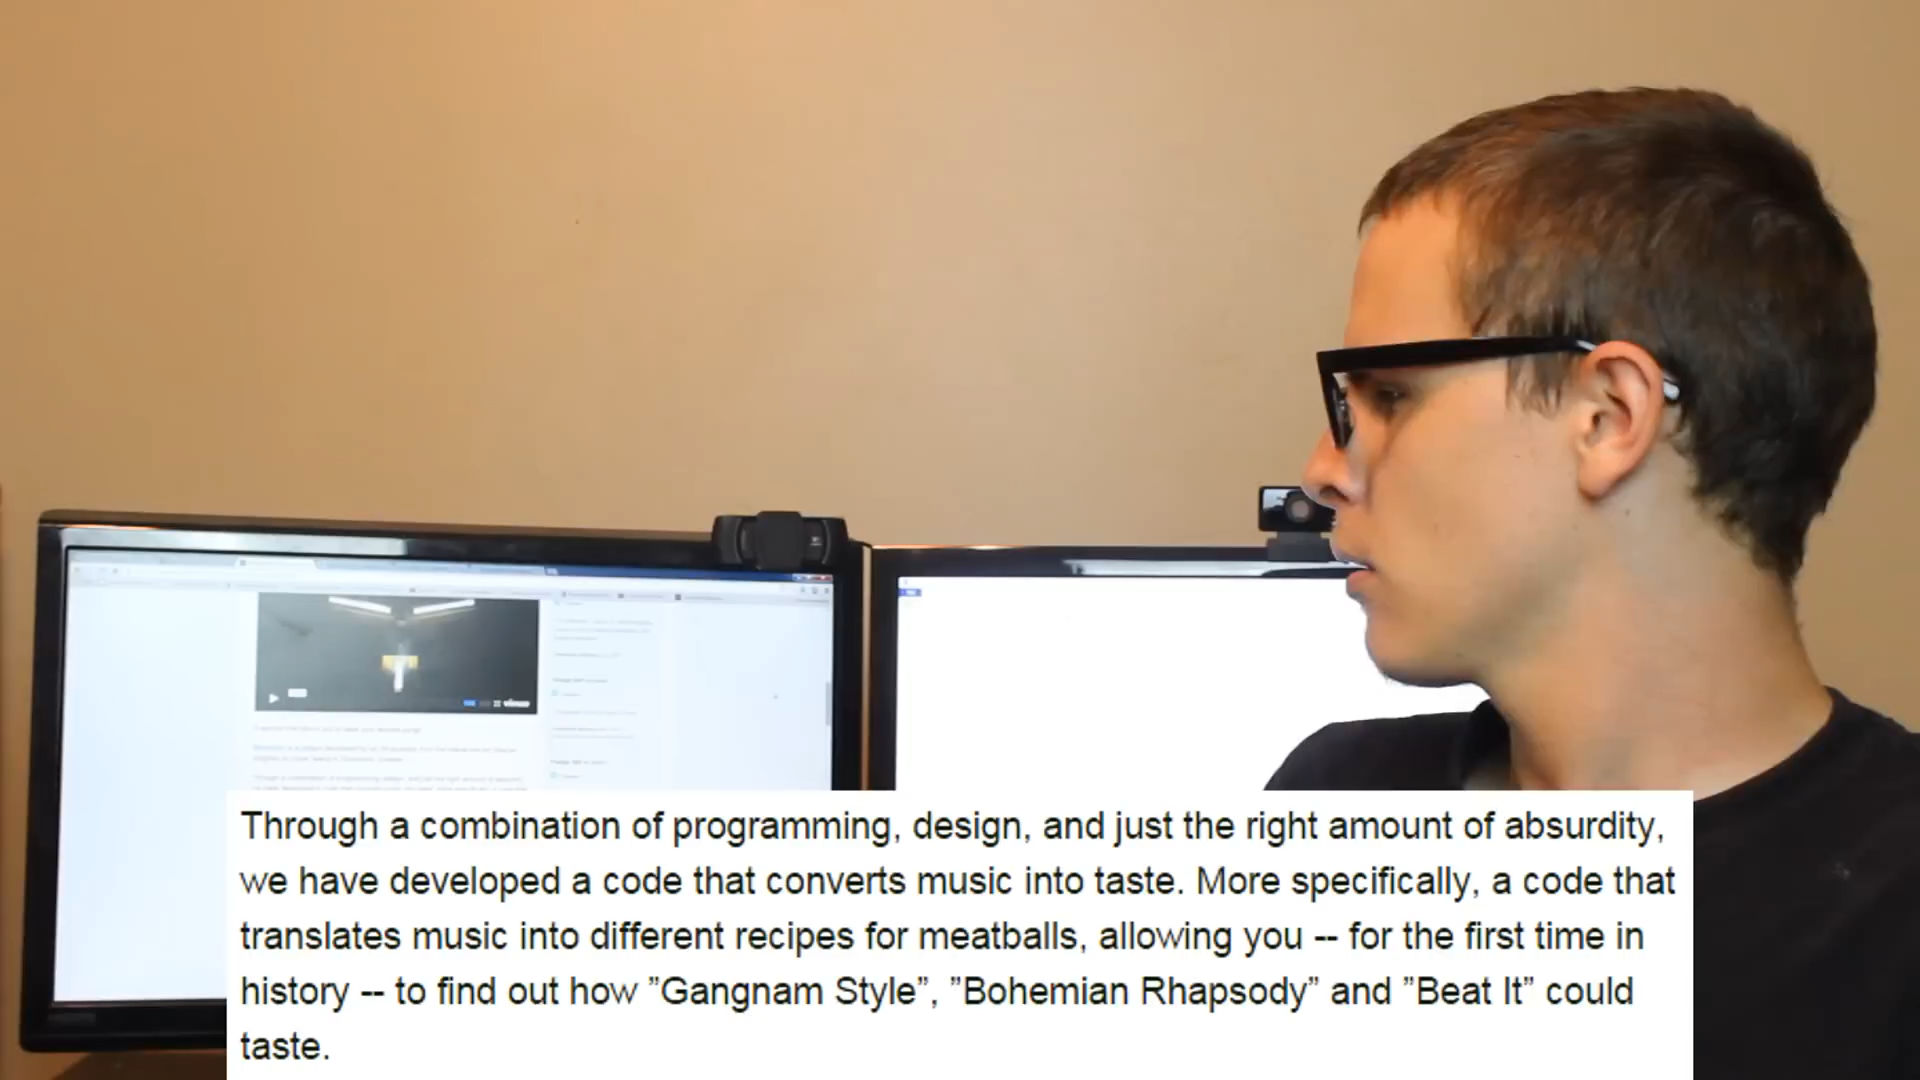 vimeo
Through a combination of programming, design, and just the right amount of absurdity,
we have developed a code that converts music into taste. More specifically, a code that
translates music into different recipes for meatballs, allowing you -- for the first time in
history -- to find out how ”Gangnam Style”, ”Bohemian Rhapsody” and ”Beat It” could
taste.